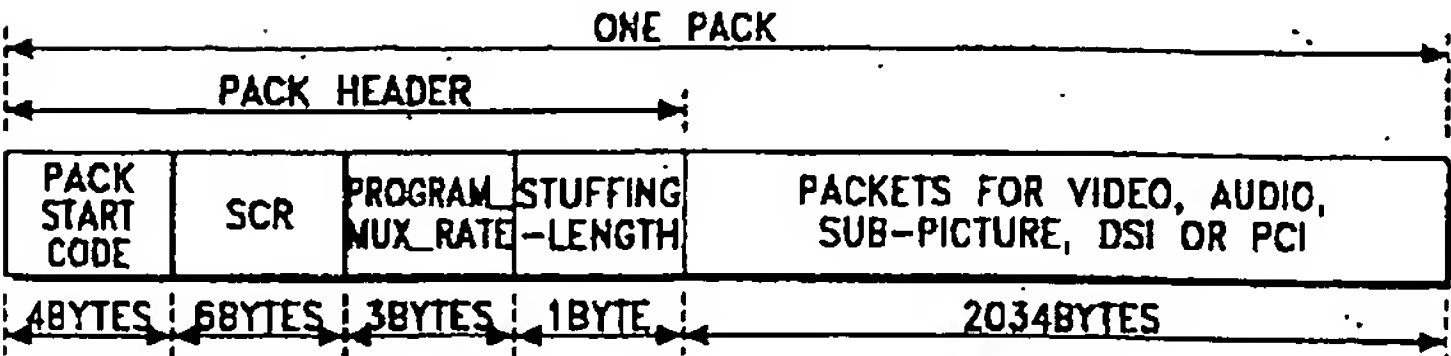 ONE PACK
PACK HEADER
PACK
START
CODE
SCR
PROGRAM_
MUX_RATE
STUFFING
-LENGTH
PACKETS FOR VIDEO, AUDIO,
SUB-PICTURE, DSI OR PCI
4BYTES
6BYTES
3BYTES
1BYTE
2034BYTES